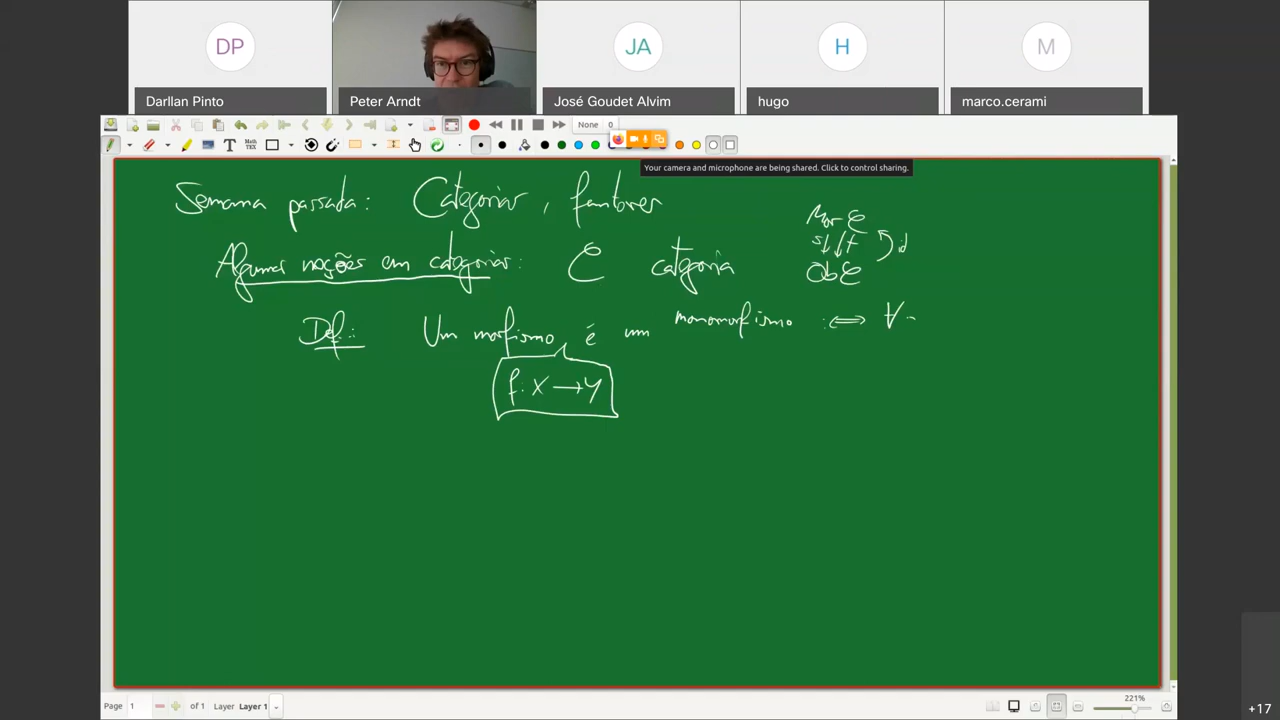 DP
JA
H
M
Darllan Pinto
Peter Arndt
José Goudet Alvim
hugo
marco.cerami
None 0
T Math TEX
Your camera and microphone are being shared. Click to control sharing.
Semana passada: Categorias, funtores
Mor C
s t id
Ob C
Algumas noções em categorias: C categoria
Def.: Um morfismo é um monomorfismo :⟺ ∀
f: X → Y
Page 1 of 1 Layer Layer 1
221%
+17